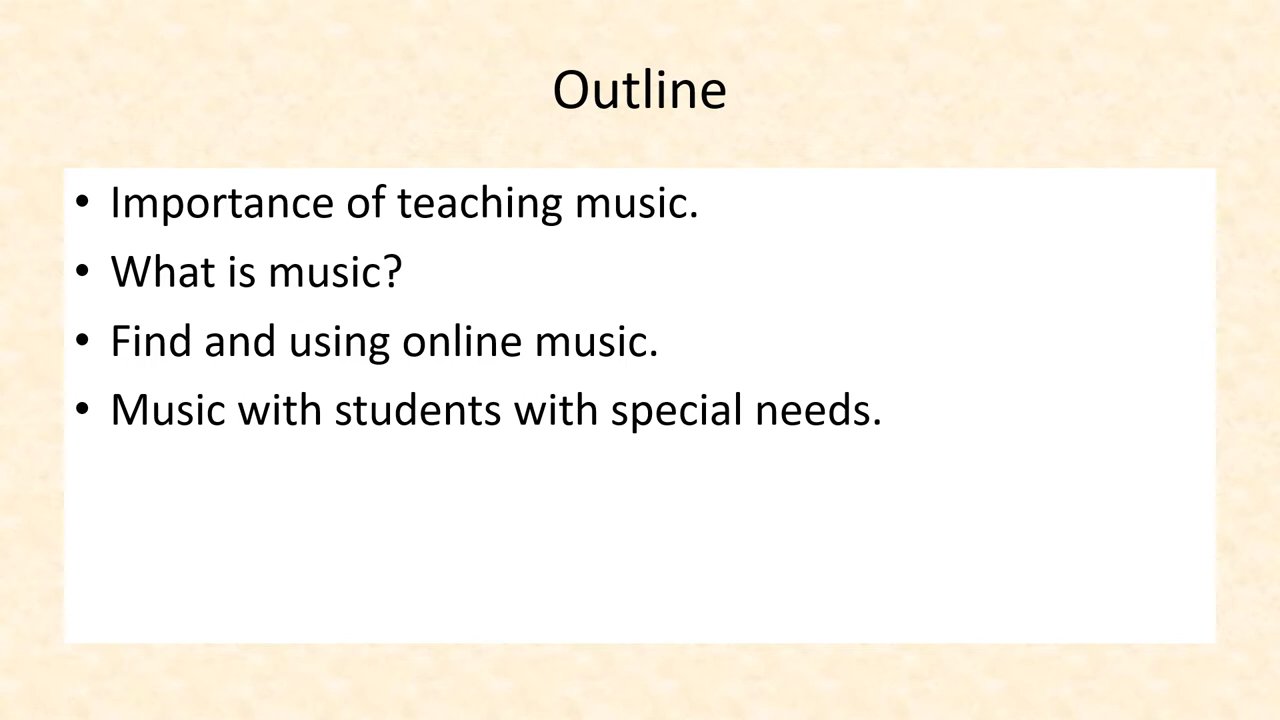 Outline
• Importance of teaching music.
• What is music?
• Find and using online music.
• Music with students with special needs.